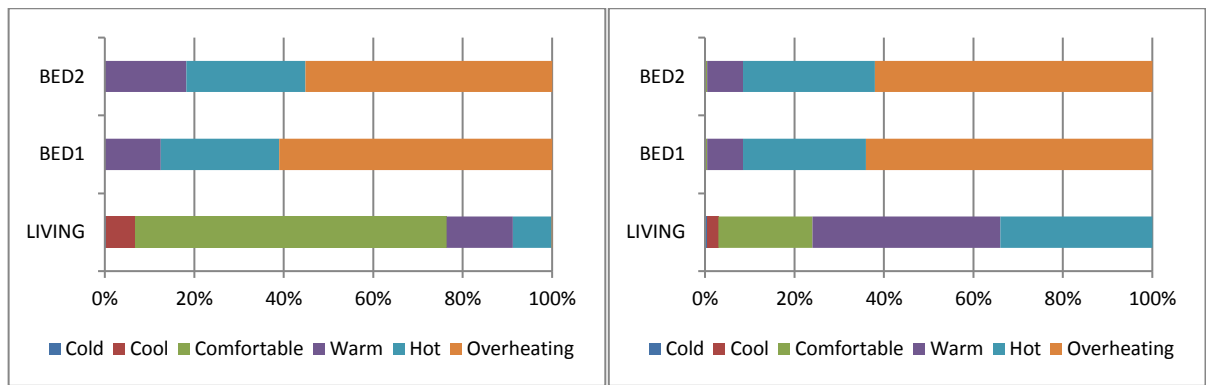 BED2
BED1
LIVING
0% 20% 40% 60% 80% 100%
Cold Cool Comfortable Warm Hot Overheating
BED2
BED1
LIVING
0% 20% 40% 60% 80% 100%
Cold Cool Comfortable Warm Hot Overheating